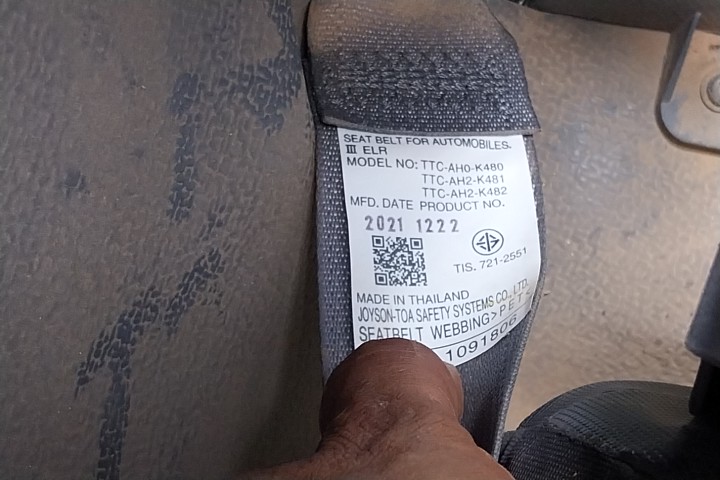 SEAT BELT FOR AUTOMOBILES.
III ELR
MODEL NO: TTC-AH0-K480
TTC-AH2-K481
TTC-AH2-K482
MFD. DATE PRODUCT NO.
2021 1222
TIS. 721-2551
MADE IN THAILAND
JOYSON-TOA SAFETY SYSTEMS CO., LTD.
SEATBELT WEBBING>PET<
1091806